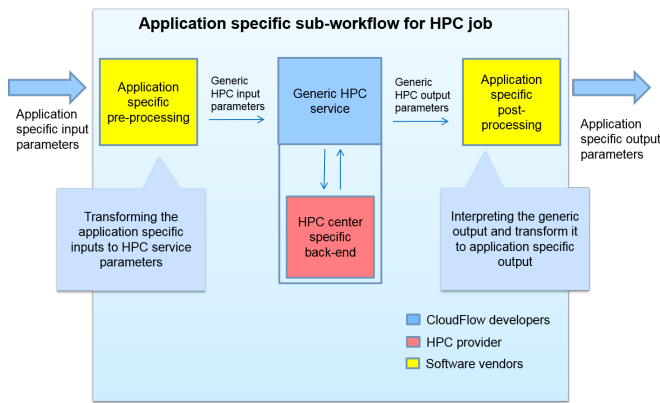 Application specific sub-workflow for HPC job
Application
specific input
parameters
Application
specific
pre-processing
Generic
HPC input
parameters
Generic HPC
service
Generic
HPC output
parameters
Application
specific
post-
processing
Application
specific output
parameters
Transforming the
application specific
inputs to HPC service
parameters
HPC center
specific
back-end
Interpreting the generic
output and transform it
to application specific
output
CloudFlow developers
HPC provider
Software vendors